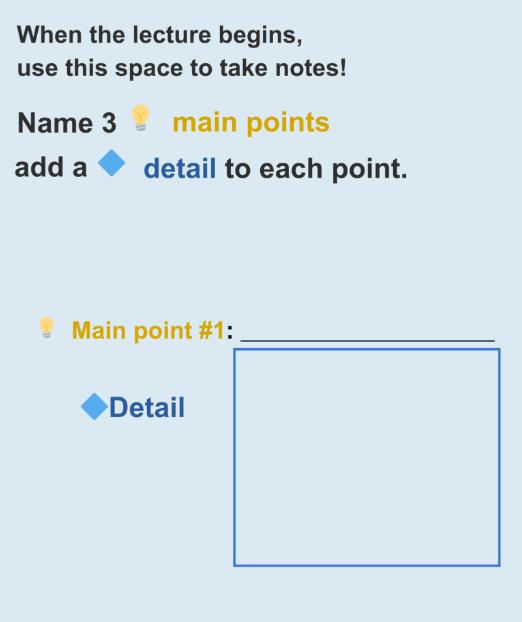 When the lecture begins,
use this space to take notes!
Name 3 💡 main points
add a 🔷 detail to each point.
💡 Main point #1: ___________________
🔷Detail